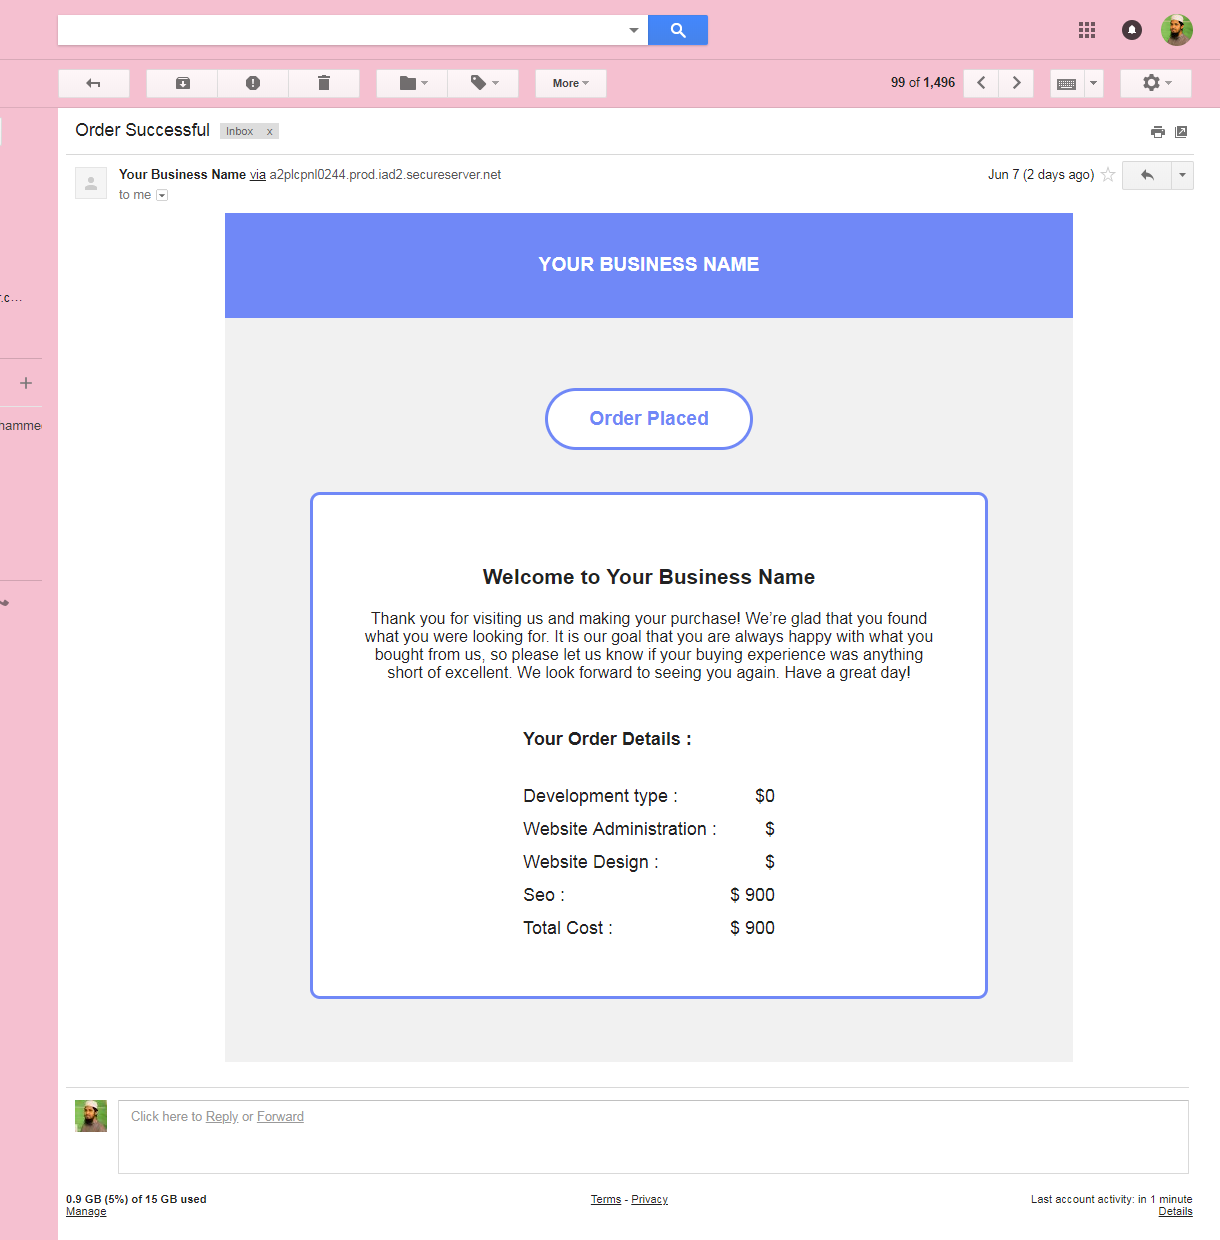 More
99 of 1,496
Order Successful
Inbox x
Your Business Name via a2plcpnl0244.prod.iad2.secureserver.net
Jun 7 (2 days ago)
to me
YOUR BUSINESS NAME
r.c…
Order Placed
+
hamme
Welcome to Your Business Name
Thank you for visiting us and making your purchase! We’re glad that you found
what you were looking for. It is our goal that you are always happy with what you
bought from us, so please let us know if your buying experience was anything
short of excellent. We look forward to seeing you again. Have a great day!
Your Order Details :
Development type : $0
Website Administration : $
Website Design : $
Seo : $ 900
Total Cost : $ 900
Click here to Reply or Forward
0.9 GB (5%) of 15 GB used
Manage
Terms - Privacy
Last account activity: in 1 minute
Details